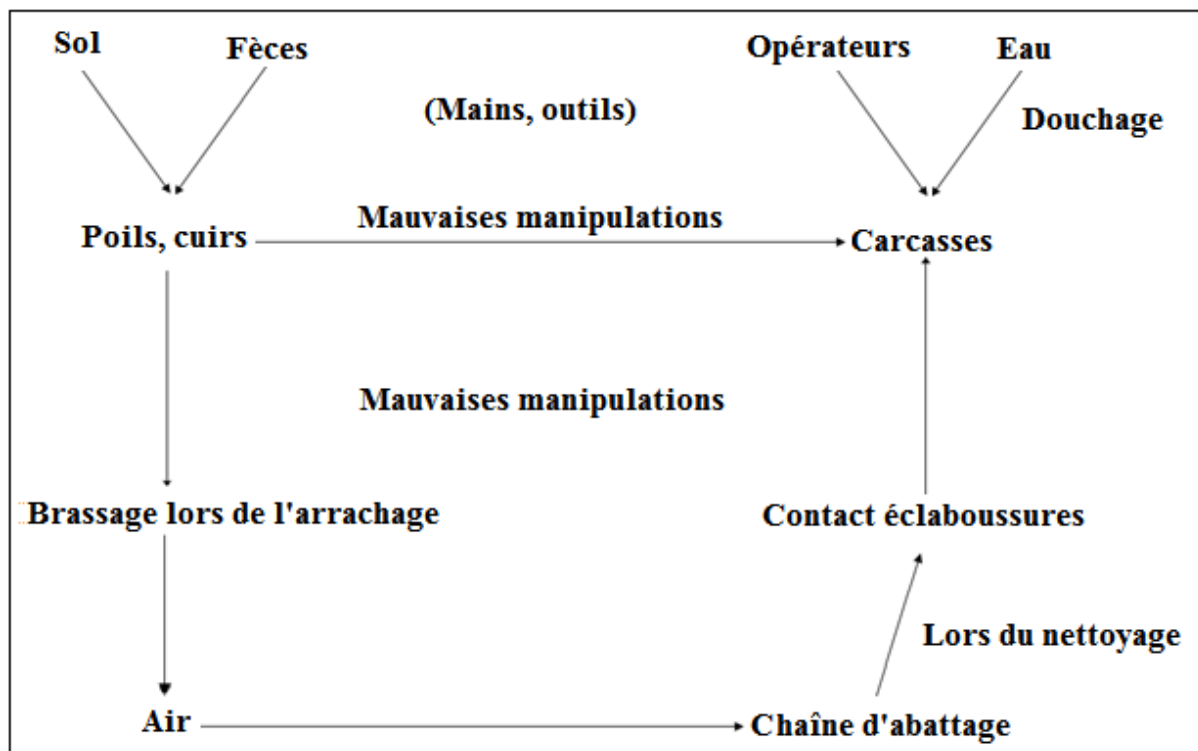 Sol
Fèces
Opérateurs
Eau
(Mains, outils)
Douchage
Mauvaises manipulations
Poils, cuirs
Carcasses
Mauvaises manipulations
Brassage lors de l'arrachage
Contact éclaboussures
Lors du nettoyage
Air
Chaîne d'abattage